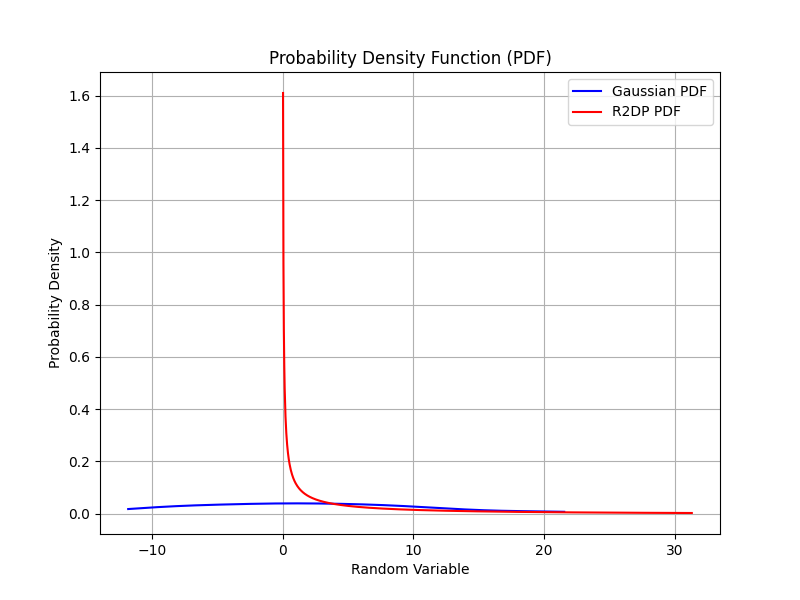 Probability Density Function (PDF)
Gaussian PDF
R2DP PDF
1.6
1.4
1.2
1.0
0.8
0.6
0.4
0.2
0.0
Probability Density
−10
0
10
20
30
Random Variable